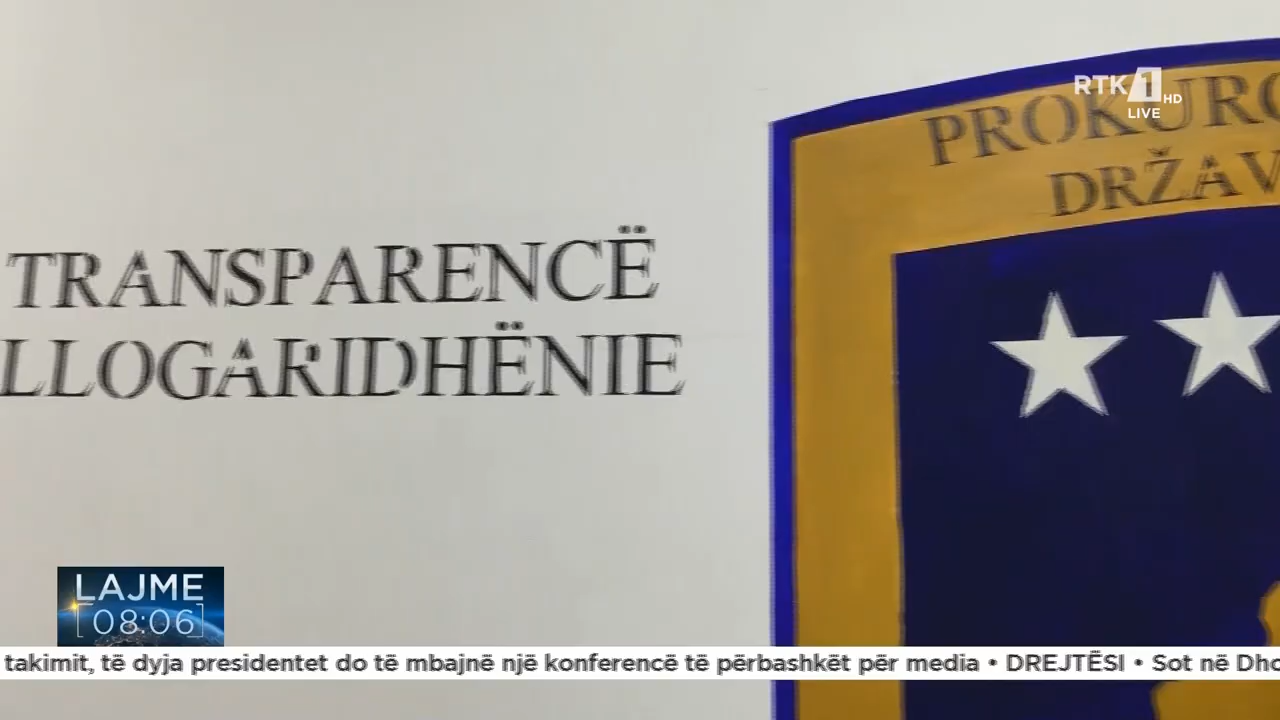 RTK 1 HD
LIVE
PROKURO
DRŽAV
TRANSPARENCË
LLOGARIDHËNIE
LAJME
08:06
takimit, të dyja presidentet do të mbajnë një konferencë të përbashkët për media • DREJTËSI • Sot në Dho